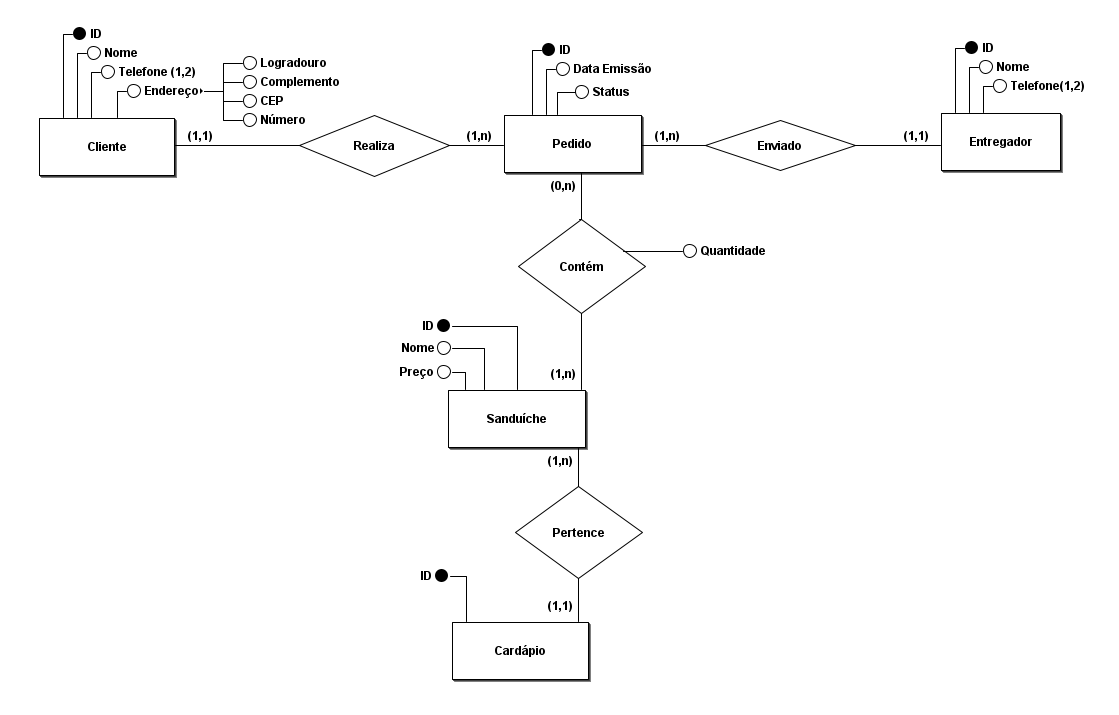 ID
Nome
Telefone (1,2)
Endereço
Logradouro
Complemento
CEP
Número
Cliente
(1,1)
Realiza
(1,n)
ID
Data Emissão
Status
Pedido
(1,n)
Enviado
(1,1)
ID
Nome
Telefone(1,2)
Entregador
(0,n)
Contém
Quantidade
(1,n)
ID
Nome
Preço
Sanduíche
(1,n)
Pertence
(1,1)
ID
Cardápio